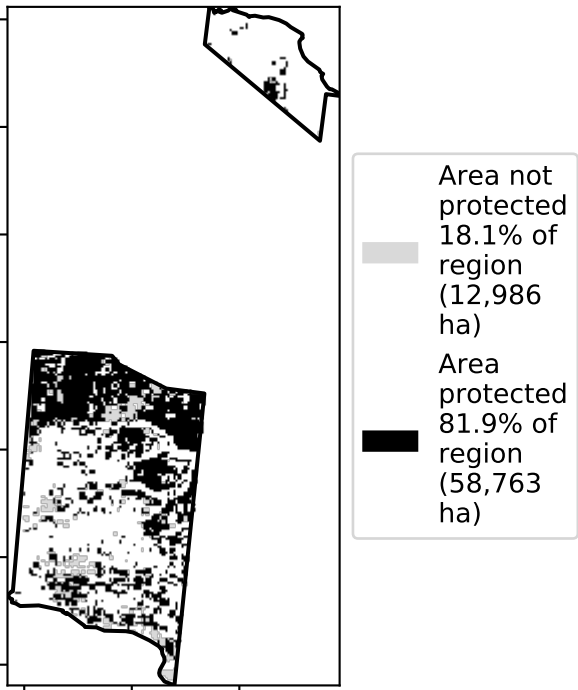 Area not
protected
18.1% of
region
(12,986
ha)
Area
protected
81.9% of
region
(58,763
ha)